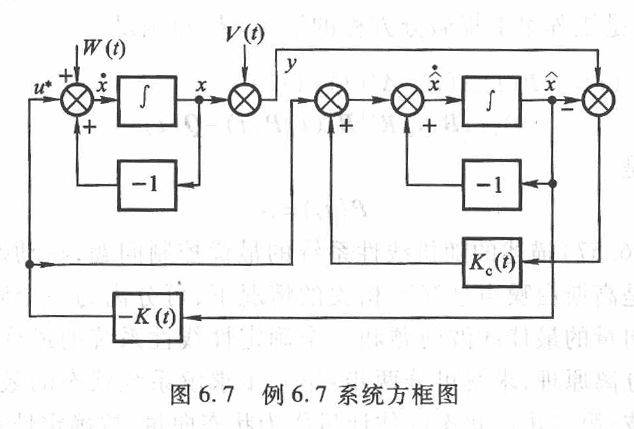 W(t)
V(t)
y
u* + ẋ ∫ x
+
-1
+
+
x̂̇ ∫ x̂ −
-1
K_c(t)
-K(t)
图 6.7 例 6.7 系统方框图